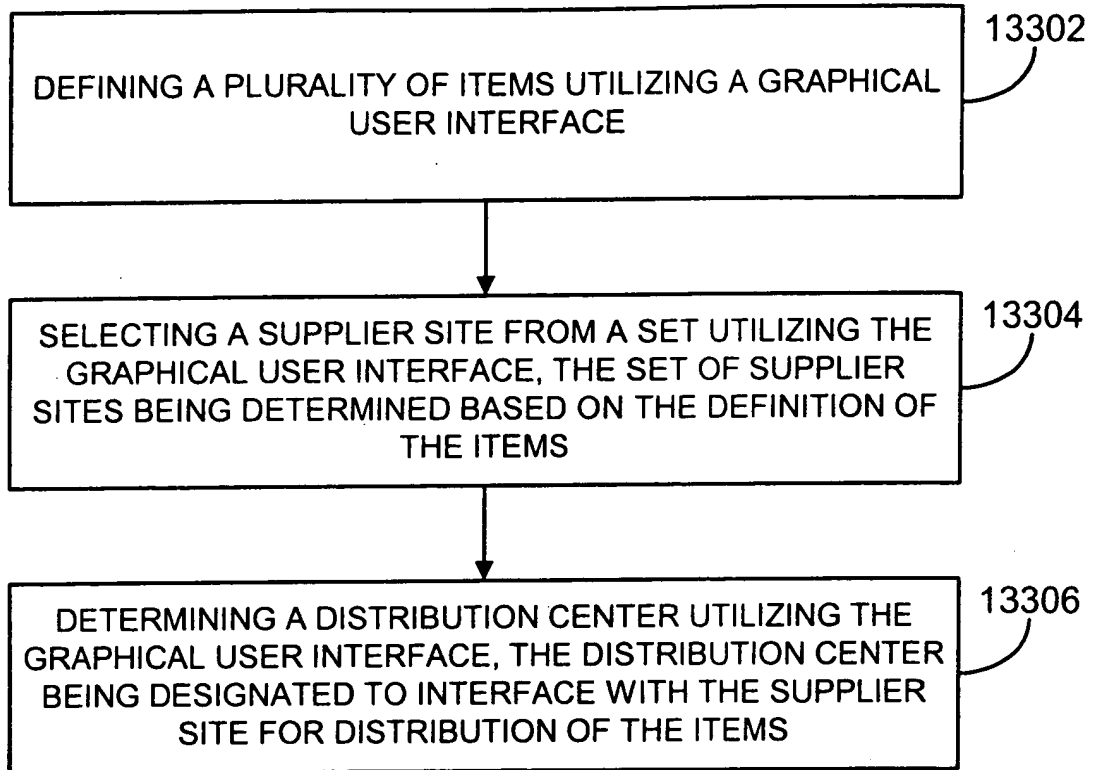 13302
DEFINING A PLURALITY OF ITEMS UTILIZING A GRAPHICAL
USER INTERFACE
13304
SELECTING A SUPPLIER SITE FROM A SET UTILIZING THE
GRAPHICAL USER INTERFACE, THE SET OF SUPPLIER
SITES BEING DETERMINED BASED ON THE DEFINITION OF
THE ITEMS
13306
DETERMINING A DISTRIBUTION CENTER UTILIZING THE
GRAPHICAL USER INTERFACE, THE DISTRIBUTION CENTER
BEING DESIGNATED TO INTERFACE WITH THE SUPPLIER
SITE FOR DISTRIBUTION OF THE ITEMS